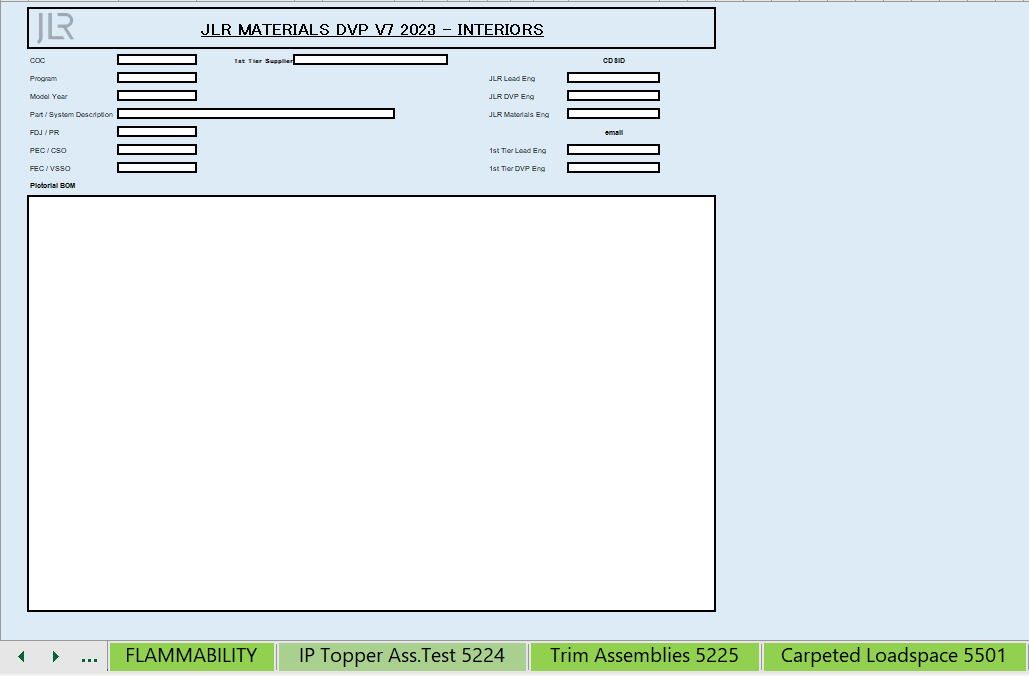 JLR
JLR MATERIALS DVP V7 2023 - INTERIORS
COC
1st Tier Supplier
CDSID
Program
JLR Lead Eng
Model Year
JLR DVP Eng
Part / System Description
JLR Materials Eng
FDJ / PR
email
PEC / CSO
1st Tier Lead Eng
FEC / VSSO
1st Tier DVP Eng
Pictorial BOM
... FLAMMABILITY IP Topper Ass.Test 5224 Trim Assemblies 5225 Carpeted Loadspace 5501